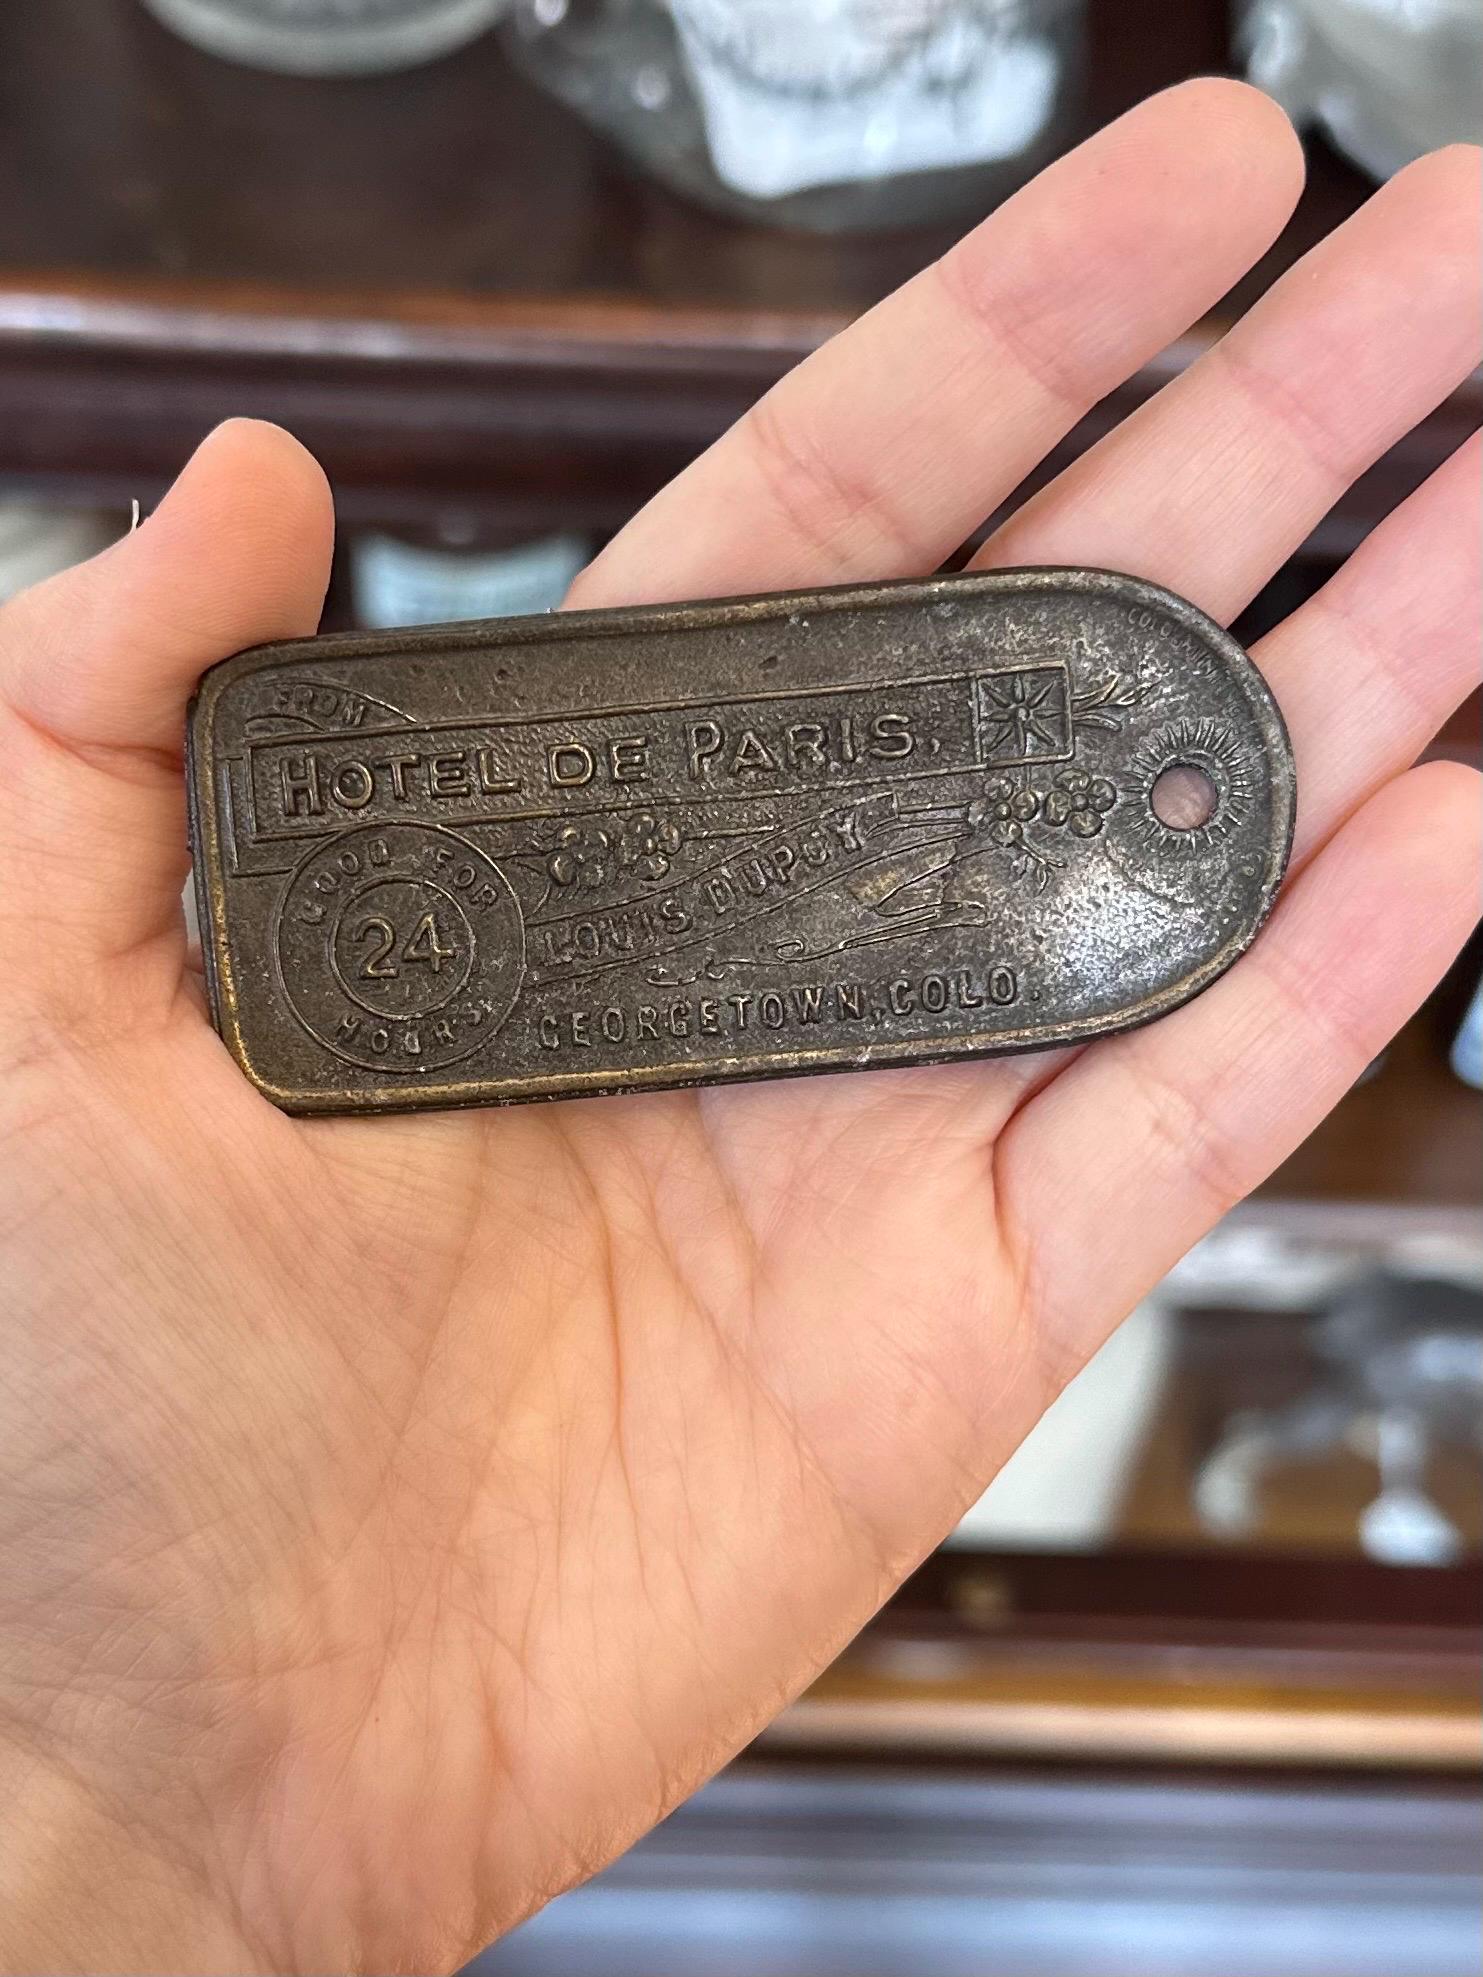 FROM
HOTEL DE PARIS,
GOOD FOR
24
HOURS
LOUIS DUPUY
GEORGETOWN, COLO.